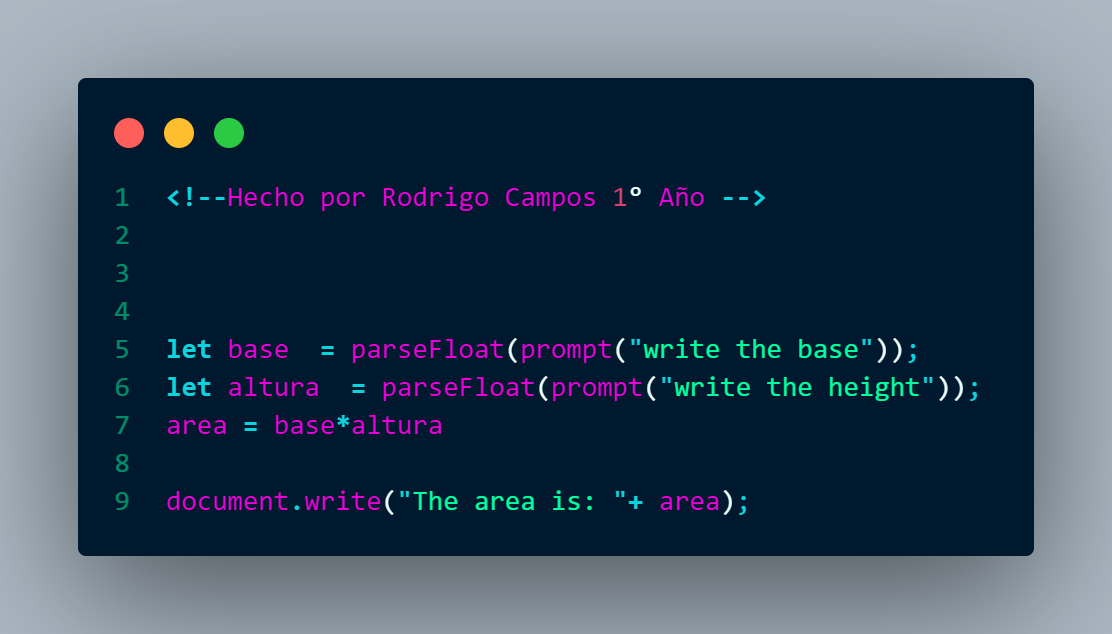 1 <!--Hecho por Rodrigo Campos 1º Año -->
2
3
4
5 let base  = parseFloat(prompt("write the base"));
6 let altura  = parseFloat(prompt("write the height"));
7 area = base*altura
8
9 document.write("The area is: "+ area);